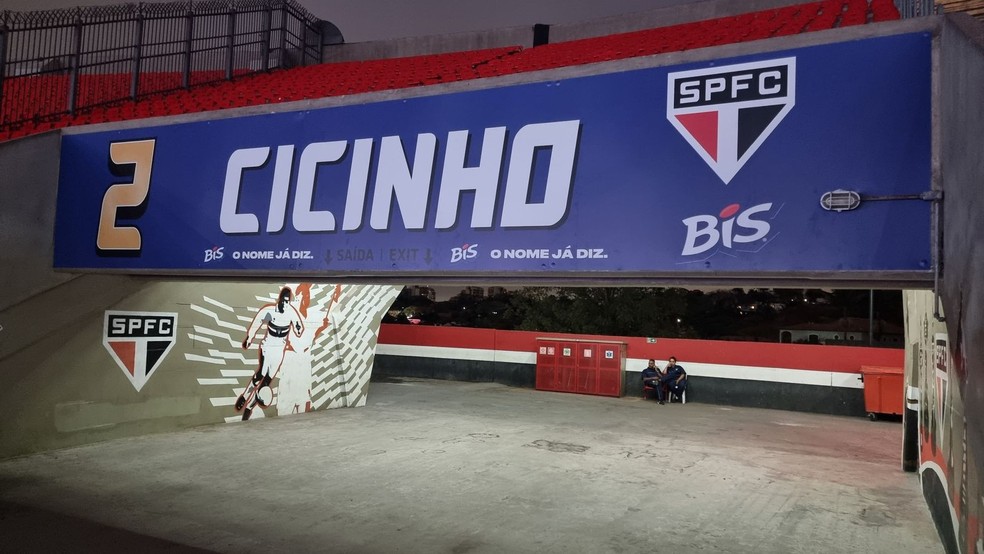 2 CICINHO
SPFC
BIS
BIS O NOME JÁ DIZ. SAÍDA | EXIT BIS O NOME JÁ DIZ.
SPFC